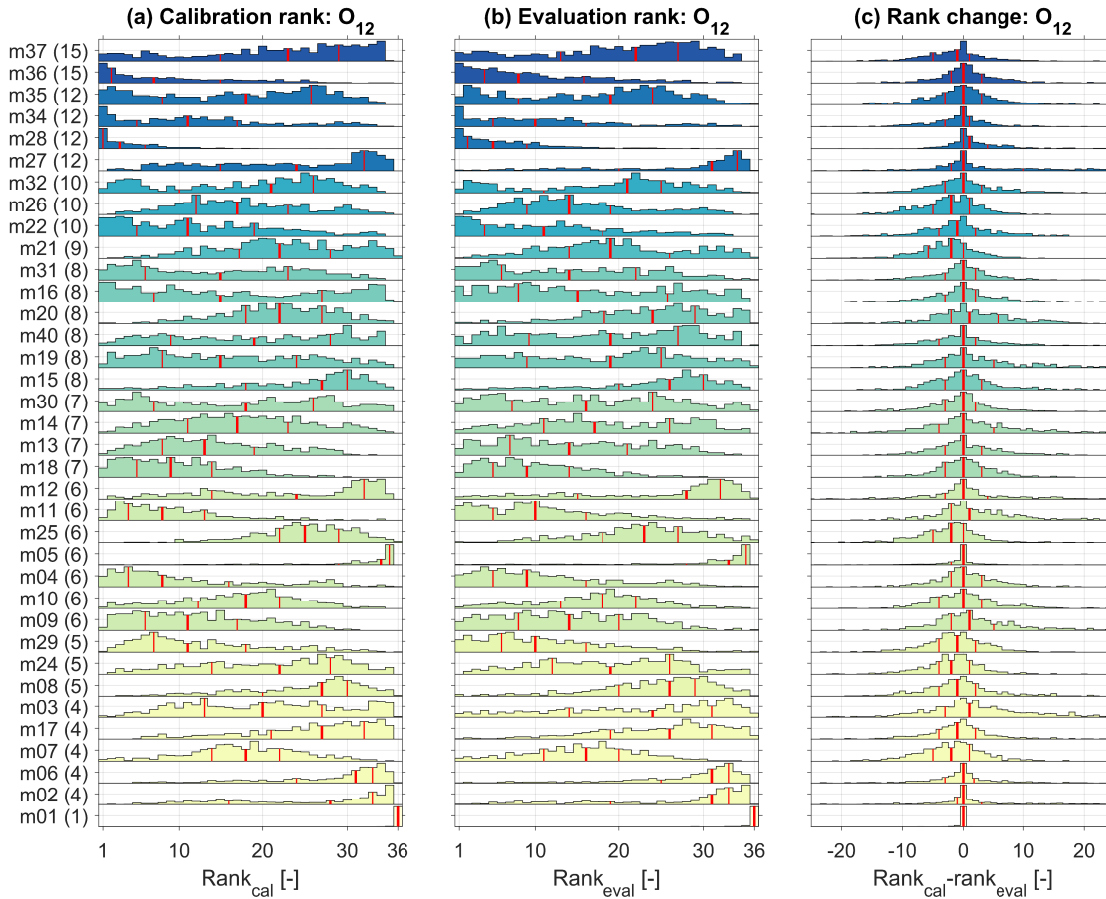 (a) Calibration rank: O12
(b) Evaluation rank: O12
(c) Rank change: O12
m37 (15)
m36 (15)
m35 (12)
m34 (12)
m28 (12)
m27 (12)
m32 (10)
m26 (10)
m22 (10)
m21 (9)
m31 (8)
m16 (8)
m20 (8)
m40 (8)
m19 (8)
m15 (8)
m30 (7)
m14 (7)
m13 (7)
m18 (7)
m12 (6)
m11 (6)
m25 (6)
m05 (6)
m04 (6)
m10 (6)
m09 (6)
m29 (5)
m24 (5)
m08 (5)
m03 (4)
m17 (4)
m07 (4)
m06 (4)
m02 (4)
m01 (1)
1 10 20 30 36
1 10 20 30 36
-20 -10 0 10 20
Rankcal [-]
Rankeval [-]
Rankcal-rankeval [-]